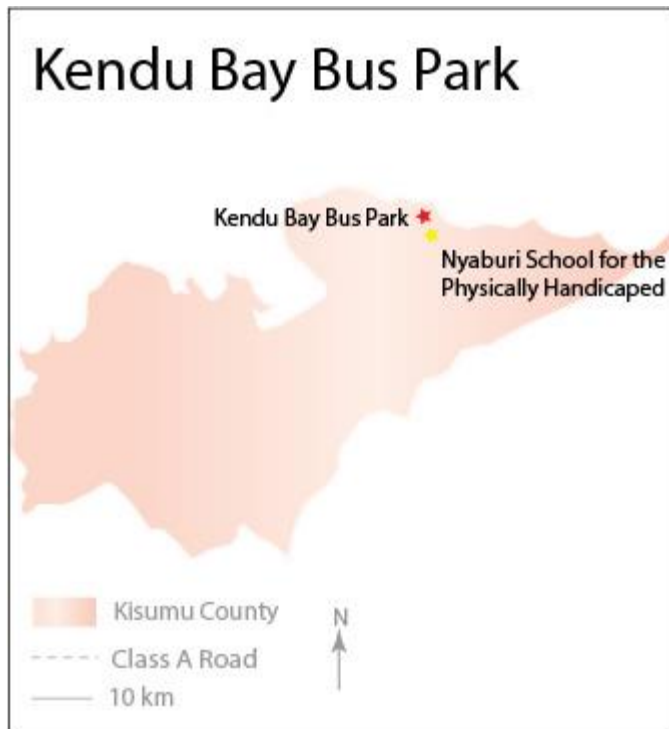 Kendu Bay Bus Park
Kendu Bay Bus Park
Nyaburi School for the
Physically Handicaped
Kisumu County
Class A Road
10 km
N